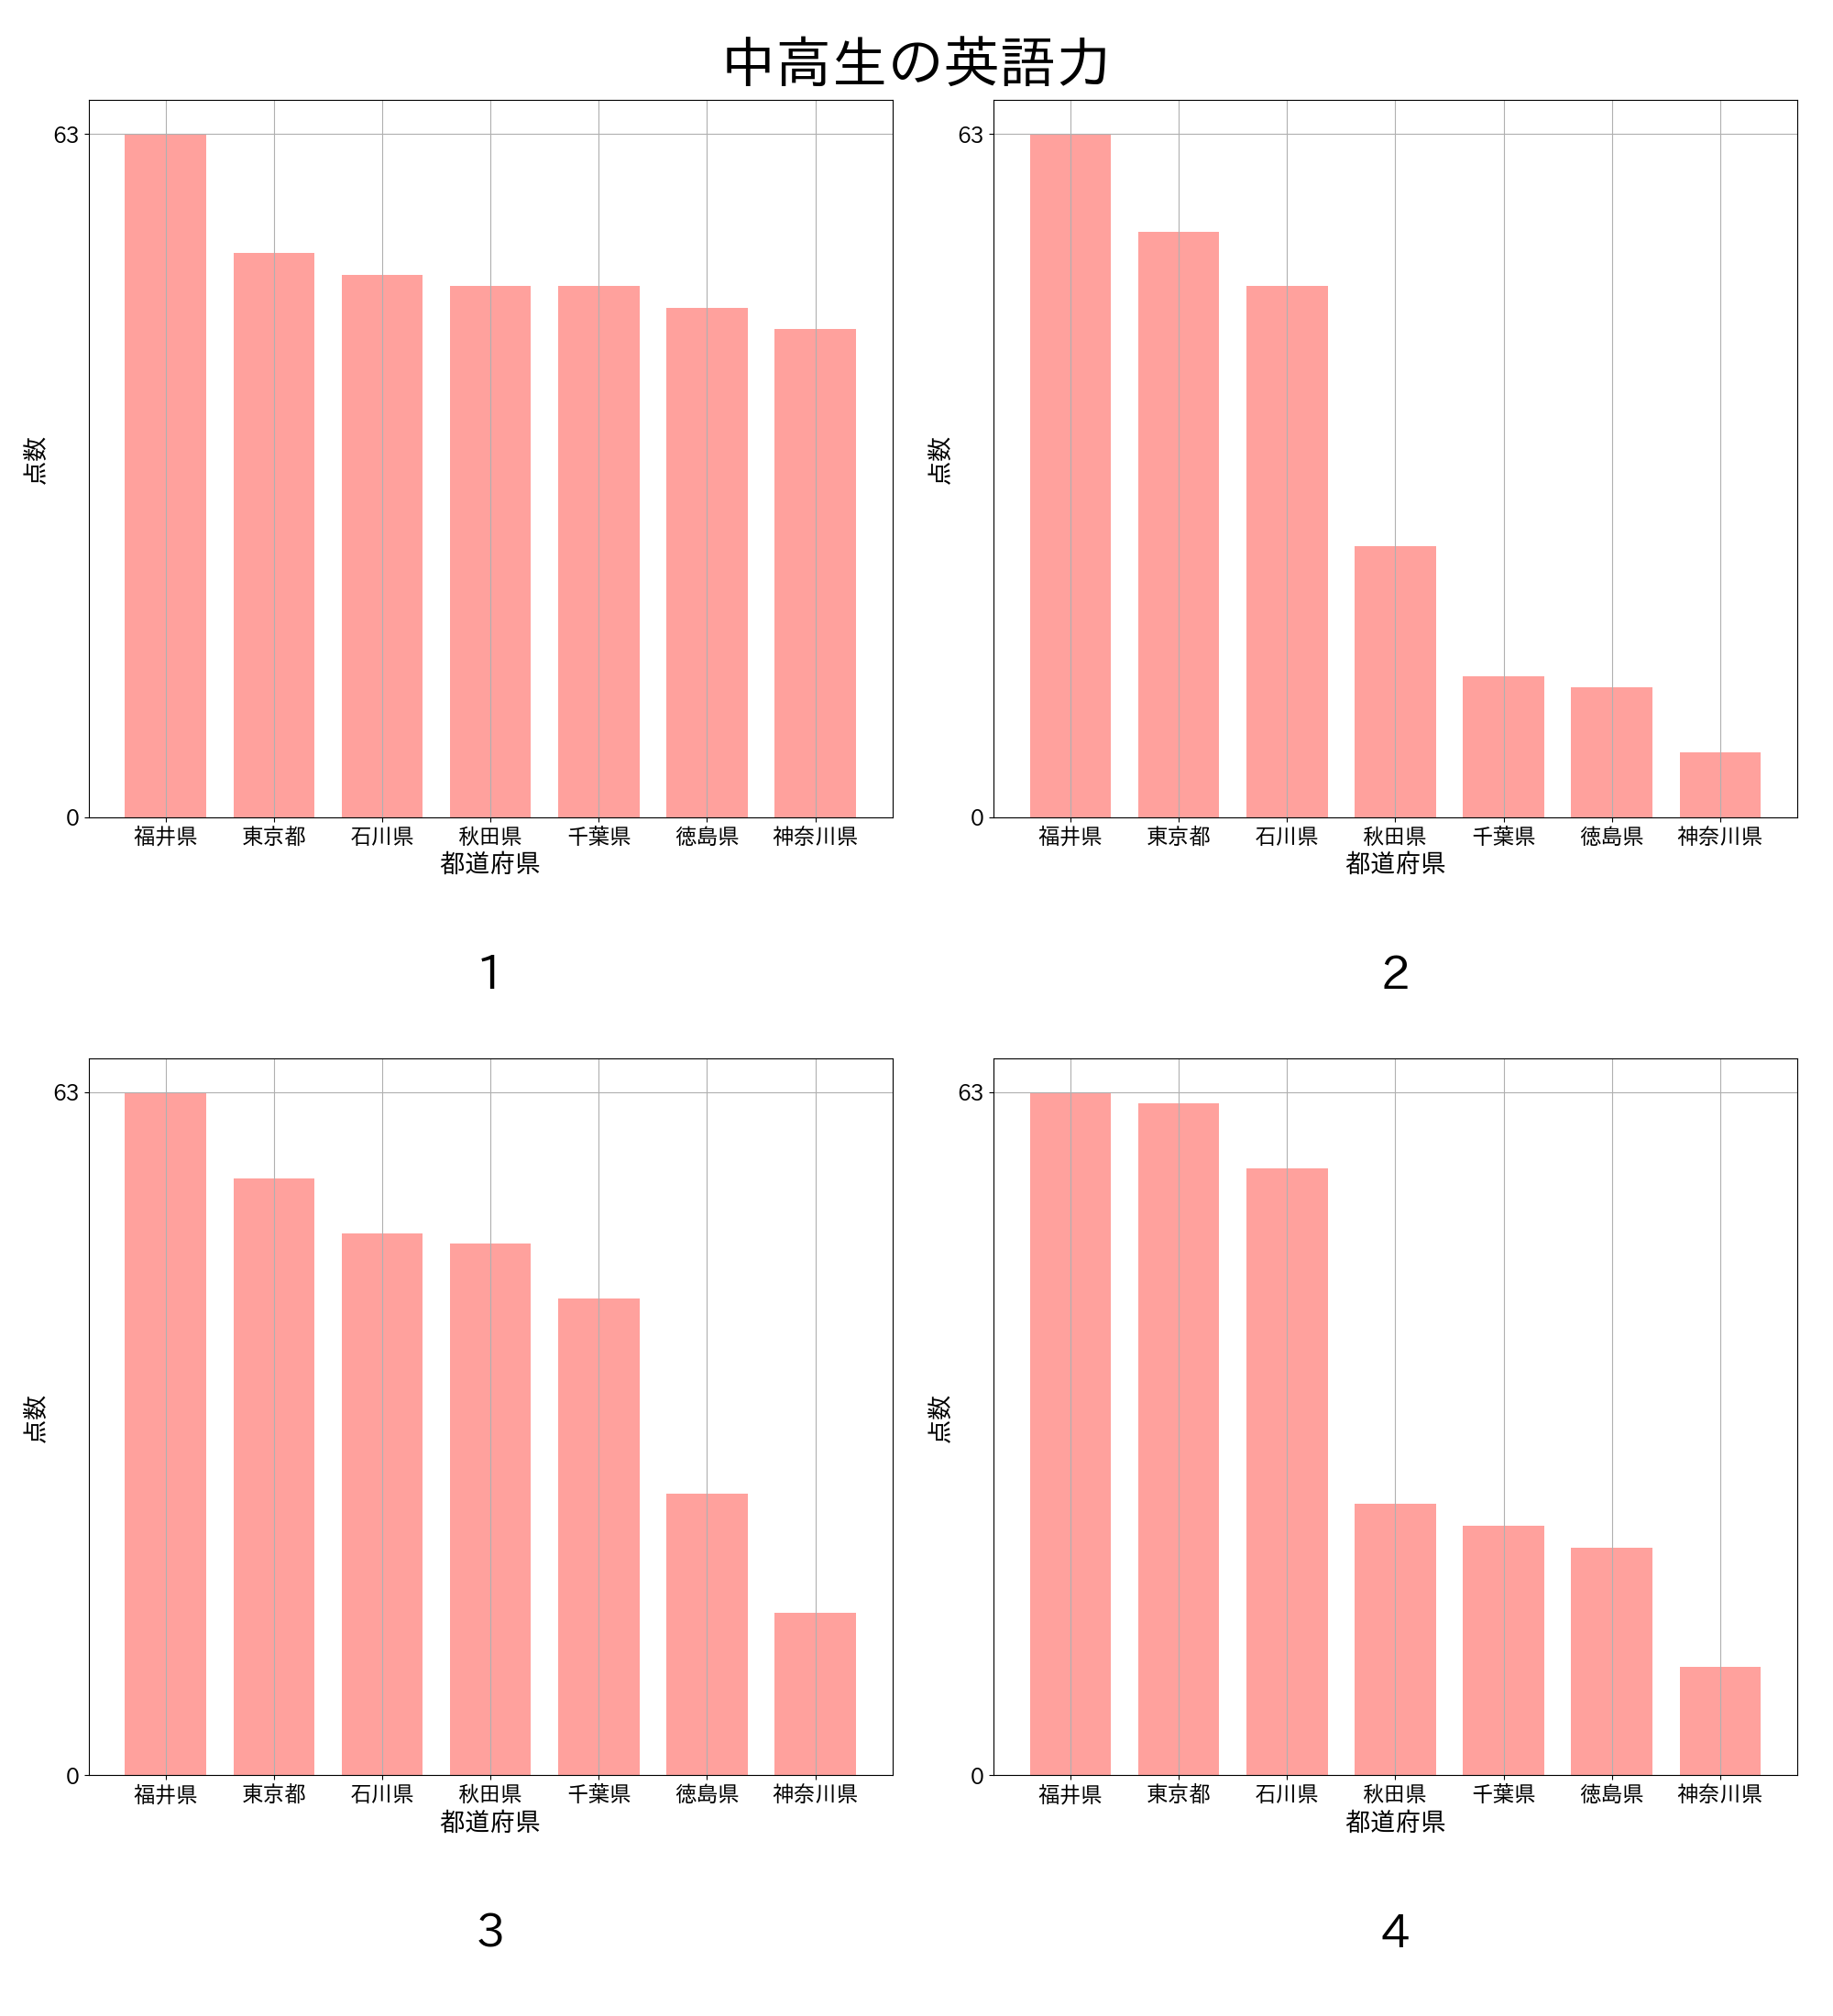 中高生の英語力
63
0
点数
福井県 東京都 石川県 秋田県 千葉県 徳島県 神奈川県
都道府県
1
63
0
点数
福井県 東京都 石川県 秋田県 千葉県 徳島県 神奈川県
都道府県
2
63
0
点数
福井県 東京都 石川県 秋田県 千葉県 徳島県 神奈川県
都道府県
3
63
0
点数
福井県 東京都 石川県 秋田県 千葉県 徳島県 神奈川県
都道府県
4